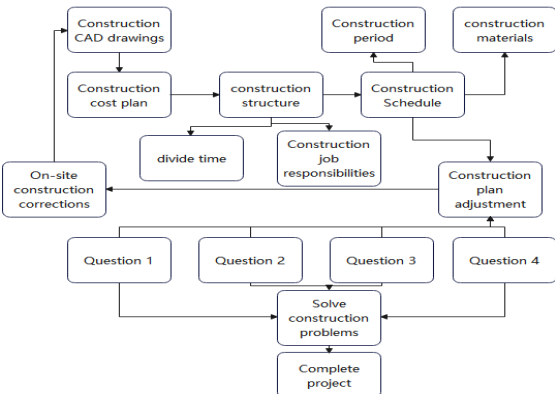 Construction
CAD drawings
Construction
period
construction
materials
Construction
cost plan
construction
structure
Construction
Schedule
divide time
Construction
job
responsibilities
On-site
construction
corrections
Construction
plan
adjustment
Question 1
Question 2
Question 3
Question 4
Solve
construction
problems
Complete
project